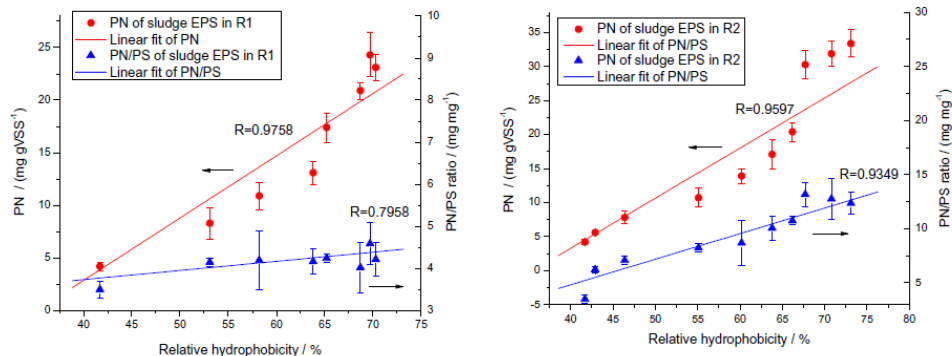 PN of sludge EPS in R1
Linear fit of PN
PN/PS of sludge EPS in R1
Linear fit of PN/PS
R=0.9758
R=0.7958
PN / (mg gVSS⁻¹)
25
20
15
10
5
0
PN/PS ratio / (mg mg⁻¹)
10
9
8
7
6
5
4
3
40 45 50 55 60 65 70 75
Relative hydrophobicity / %
PN of sludge EPS in R2
Linear fit of PN/PS
PN of sludge EPS in R2
Linear fit of PN/PS
R=0.9597
R=0.9349
PN / (mg gVSS⁻¹)
35
30
25
20
15
10
5
0
-5
PN/PS ratio / (mg mg⁻¹)
30
25
20
15
10
5
35 40 45 50 55 60 65 70 75 80
Relative hydrophobicity / %